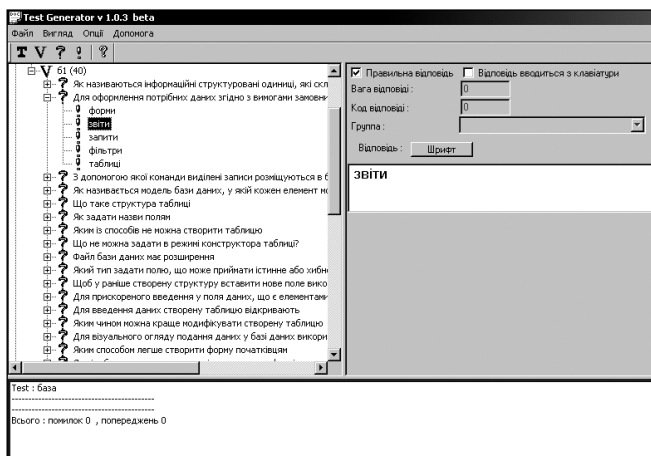 Test Generator v 1.0.3 beta
Файл Вигляд Опції Допомога
T V ? ! ?
V 61 (40)
Як називаються інформаційні структуровані одиниці, які скл
Для оформлення потрібних даних згідно з вимогами замовни
форми
звіти
запити
фільтри
таблиці
З допомогою якої команди виділені записи розміщуються в б
Як називається модель бази даних, у якій кожен елемент мо
Що таке структура таблиці
Як задати назви полям
Яким із способів не можна створити таблицю
Що не можна задати в режимі конструктора таблиці?
Файл бази даних має розширення
Який тип задати полю, що може приймати істинне або хибн
Щоб у раніше створену структуру вставити нове поле вико
Для прискореного введення у поля даних, що є елементами
Для введення даних створену таблицю відкривають
Яким чином можна краще модифікувати створену таблицю
Для візуального огляду подання даних у базі даних викори
Яким способом легше створити форму початківцям
Правильна відповідь Відповідь вводиться з клавіатури
Вага відповіді : 0
Код відповіді : 0
Группа :
Відповідь : Шрифт
звіти
Test : база
-------------------------------------------
-------------------------------------------
Всього : помилок 0 , попереджень 0